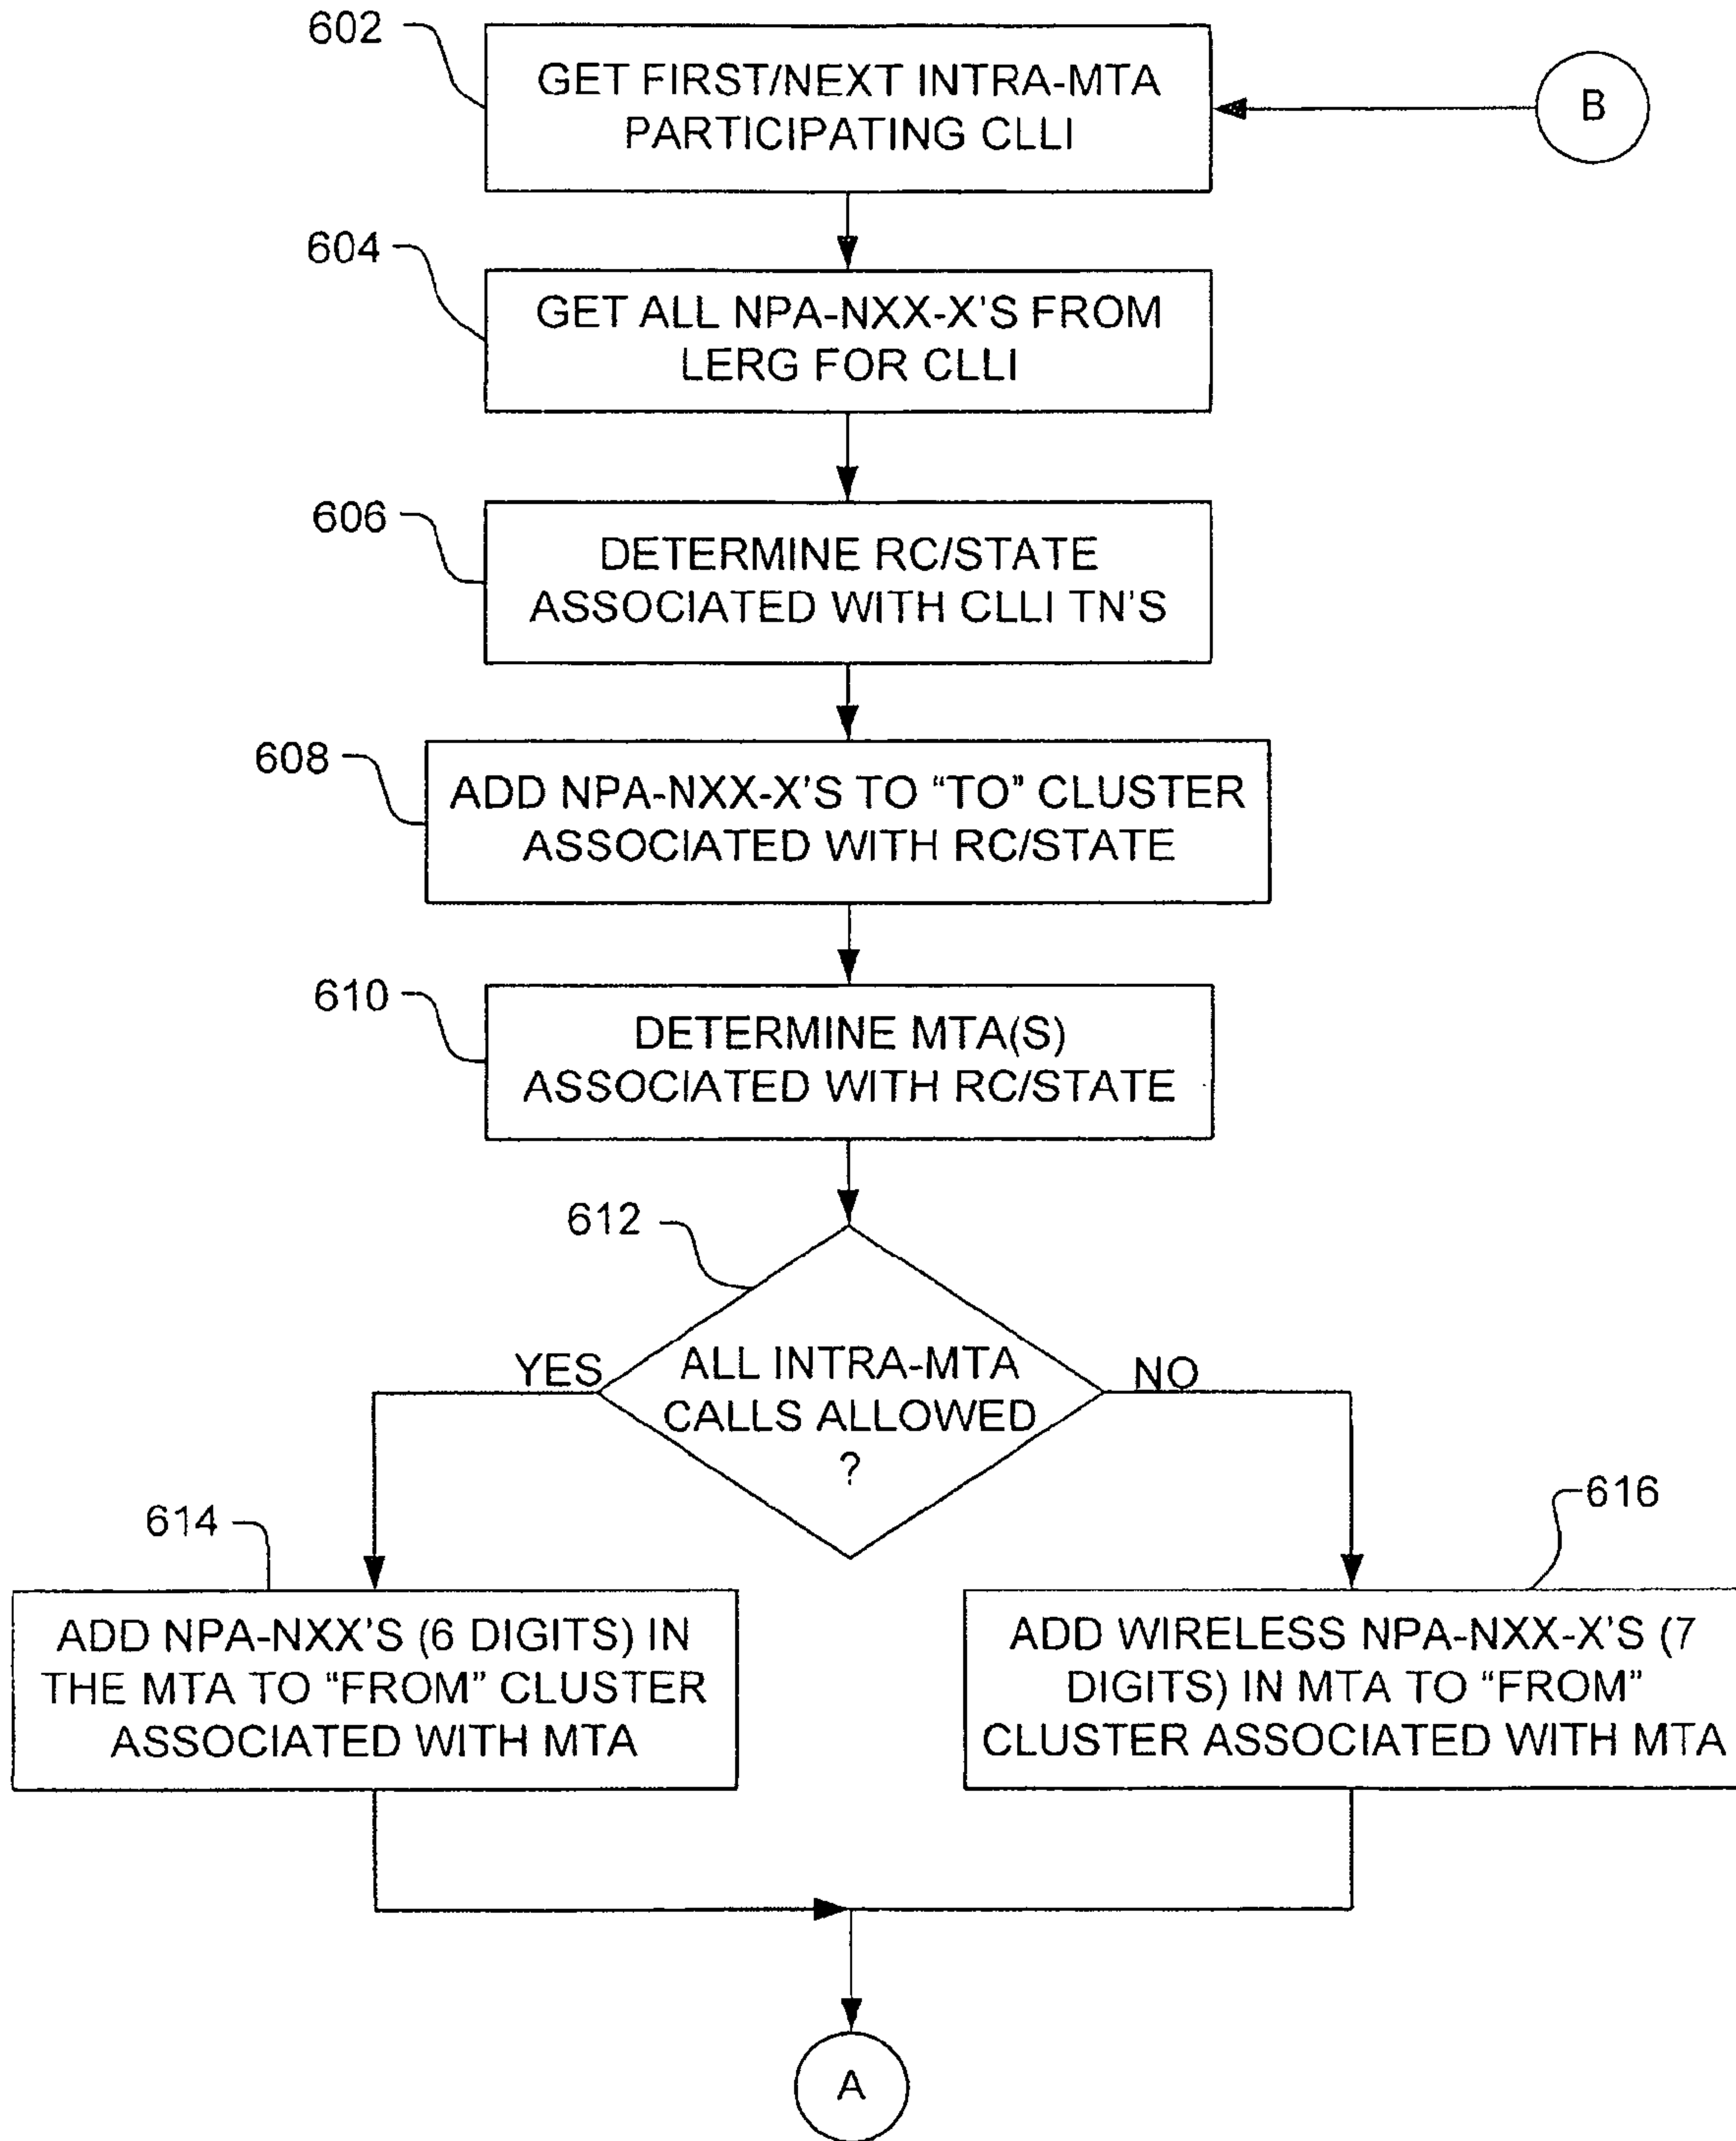 602
GET FIRST/NEXT INTRA-MTA
PARTICIPATING CLLI
B
604
GET ALL NPA-NXX-X'S FROM
LERG FOR CLLI
606
DETERMINE RC/STATE
ASSOCIATED WITH CLLI TN'S
608
ADD NPA-NXX-X'S TO “TO” CLUSTER
ASSOCIATED WITH RC/STATE
610
DETERMINE MTA(S)
ASSOCIATED WITH RC/STATE
612
ALL INTRA-MTA
CALLS ALLOWED
?
YES
NO
614
ADD NPA-NXX'S (6 DIGITS) IN
THE MTA TO “FROM” CLUSTER
ASSOCIATED WITH MTA
616
ADD WIRELESS NPA-NXX-X'S (7
DIGITS) IN MTA TO “FROM”
CLUSTER ASSOCIATED WITH MTA
A